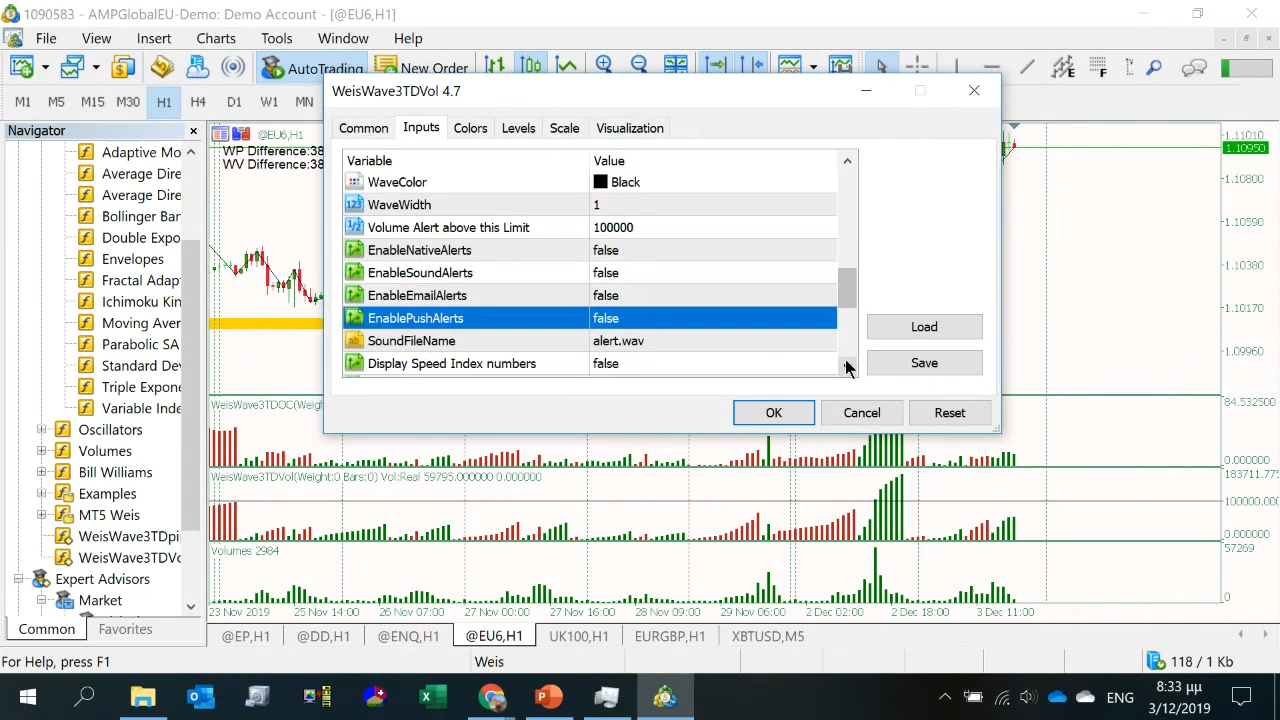 1090583 - AMPGlobalEU-Demo: Demo Account - [@EU6,H1]
File View Insert Charts Tools Window Help
AutoTrading New Order
M1 M5 M15 M30 H1 H4 D1 W1 MN
Navigator
Adaptive Mo
Average Dire
Average Dire
Bollinger Bar
Double Expo
Envelopes
Fractal Adap
Ichimoku Kin
Moving Aver
Parabolic SA
Standard Dev
Triple Expone
Variable Inde
Oscillators
Volumes
Bill Williams
Examples
MT5 Weis
WeisWave3TDpi
WeisWave3TDVo
Expert Advisors
Market
Common Favorites
@EU6,H1
WP Difference:38
WV Difference:38
WeisWave3TDVol 4.7
Common Inputs Colors Levels Scale Visualization
Variable Value
WaveColor Black
WaveWidth 1
Volume Alert above this Limit 100000
EnableNativeAlerts false
EnableSoundAlerts false
EnableEmailAlerts false
EnablePushAlerts false
SoundFileName alert.wav
Display Speed Index numbers false
Load
Save
OK Cancel Reset
1.11010
1.10950
1.10800
1.10590
1.10380
1.10170
1.09960
WeisWave3TDOC(Weig
84.532500
0.000000
WeisWave3TDVol(Weight:0 Bars:0) Vol:Real 59795.000000 0.000000
183711.775
100000.000
0.000000
Volumes 2984
57269
0
23 Nov 2019 25 Nov 14:00 26 Nov 07:00 27 Nov 00:00 27 Nov 16:00 28 Nov 09:00 29 Nov 06:00 2 Dec 02:00 2 Dec 18:00 3 Dec 11:00
@EP,H1 @DD,H1 @ENQ,H1 @EU6,H1 UK100,H1 EURGBP,H1 XBTUSD,M5
For Help, press F1 Weis 118 / 1 Kb
ENG
8:33 μμ
3/12/2019